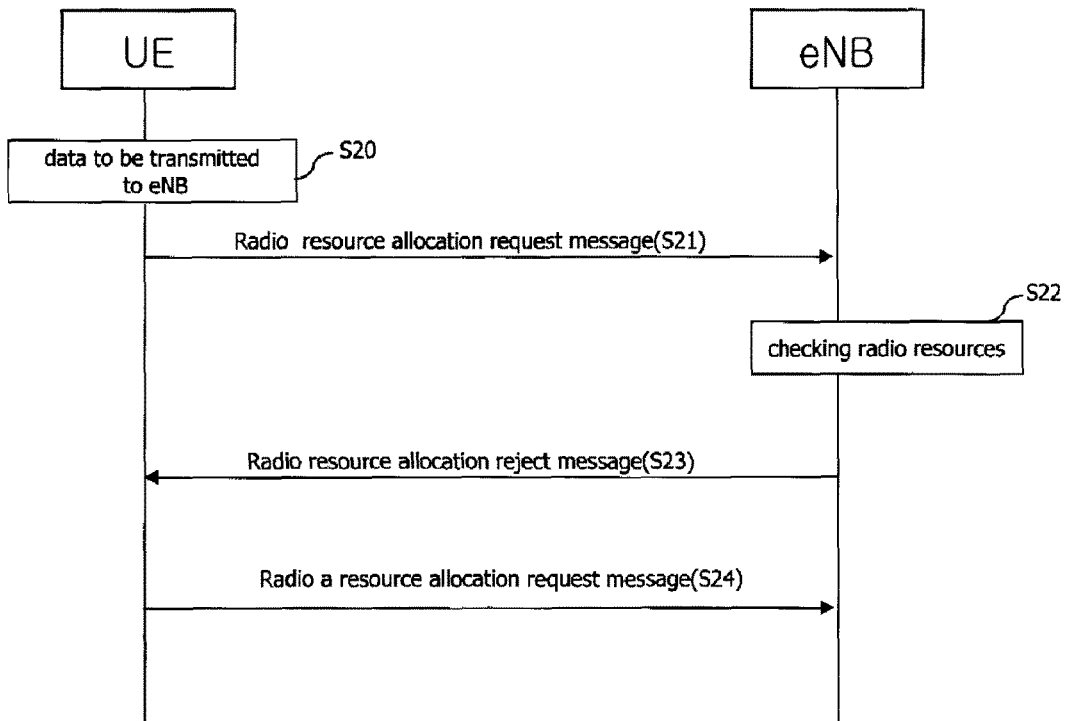 UE
eNB
data to be transmitted
to eNB
S20
Radio resource allocation request message(S21)
S22
checking radio resources
Radio resource allocation reject message(S23)
Radio a resource allocation request message(S24)